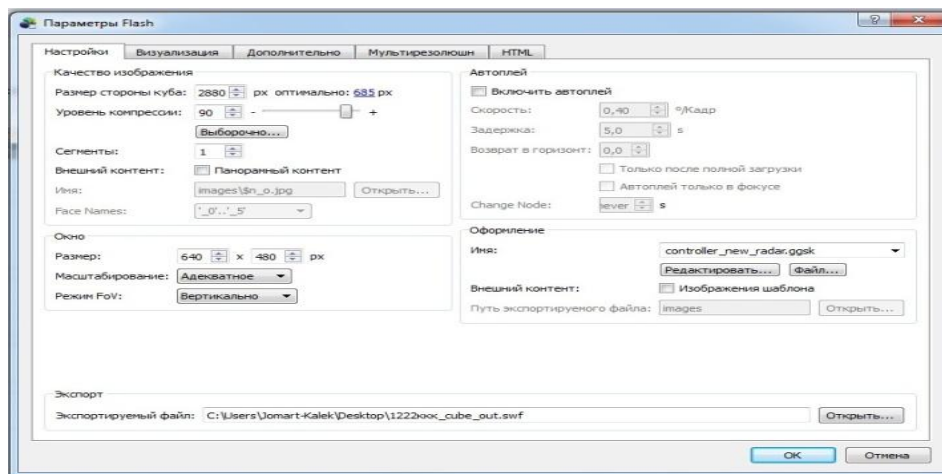 Параметры Flash
Настройки Визуализация Дополнительно Мультирезолюшн HTML
Качество изображения
Размер стороны куба: 2880 px оптимально: 685 px
Уровень компрессии: 90 - +
Выборочно...
Сегменты: 1
Внешний контент: Панорамный контент
Имя: images\$n_o.jpg Открыть...
Face Names: '_0'..'_5'
Окно
Размер: 640 x 480 px
Масштабирование: Адекватное
Режим FoV: Вертикально
Автоплей
Включить автоплей
Скорость: 0,40 °/Кадр
Задержка: 5,0 s
Возврат в горизонт: 0,0
Только после полной загрузки
Автоплей только в фокусе
Change Node: never s
Оформление
Имя: controller_new_radar.ggsk
Редактировать... Файл...
Внешний контент: Изображения шаблона
Путь экспортируемого файла: images Открыть...
Экспорт
Экспортируемый файл: C:\Users\Jomart-Kalek\Desktop\1222ккк_cube_out.swf Открыть...
OK Отмена